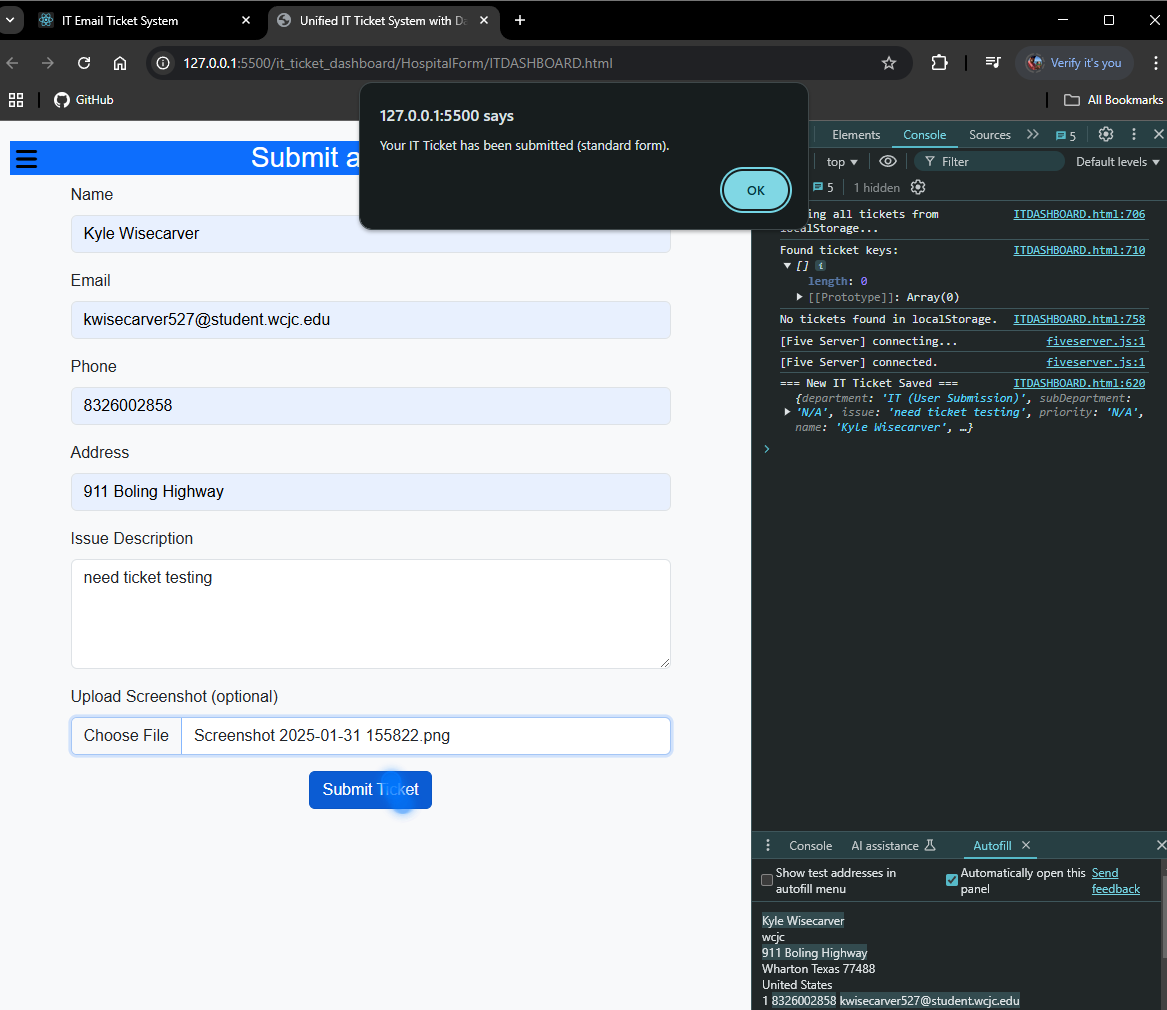 IT Email Ticket System
Unified IT Ticket System with Da
127.0.0.1:5500/it_ticket_dashboard/HospitalForm/ITDASHBOARD.html
Verify it's you
GitHub
All Bookmarks
127.0.0.1:5500 says
Your IT Ticket has been submitted (standard form).
OK
Submit a
Name
Kyle Wisecarver
Email
kwisecarver527@student.wcjc.edu
Phone
8326002858
Address
911 Boling Highway
Issue Description
need ticket testing
Upload Screenshot (optional)
Choose File Screenshot 2025-01-31 155822.png
Submit Ticket
Elements Console Sources 5
top Filter Default levels
5 1 hidden
ing all tickets from ITDASHBOARD.html:706
localStorage...
Found ticket keys: ITDASHBOARD.html:710
[] i
length: 0
[[Prototype]]: Array(0)
No tickets found in localStorage. ITDASHBOARD.html:758
[Five Server] connecting... fiveserver.js:1
[Five Server] connected. fiveserver.js:1
=== New IT Ticket Saved === ITDASHBOARD.html:620
{department: 'IT (User Submission)', subDepartment:
'N/A', issue: 'need ticket testing', priority: 'N/A',
name: 'Kyle Wisecarver', …}
Console AI assistance Autofill
Show test addresses in autofill menu
Automatically open this panel
Send feedback
Kyle Wisecarver
wcjc
911 Boling Highway
Wharton Texas 77488
United States
1 8326002858 kwisecarver527@student.wcjc.edu